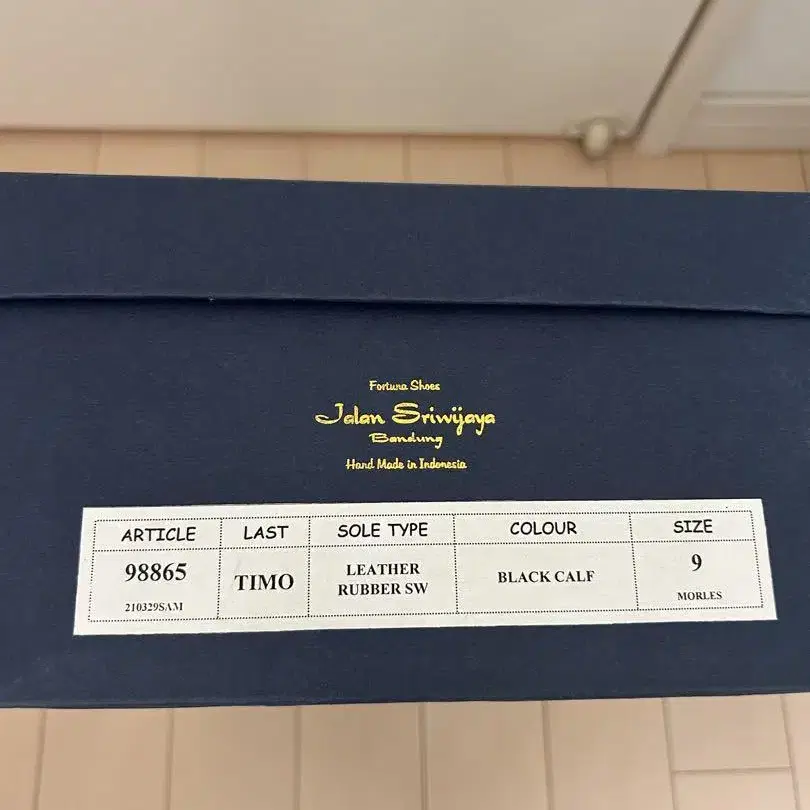 Fortuna Shoes
Jalan Sriwijaya
Bandung
Hand Made in Indonesia
ARTICLE LAST SOLE TYPE COLOUR SIZE
98865 TIMO LEATHER BLACK CALF 9
210329SAM RUBBER SW MORLES